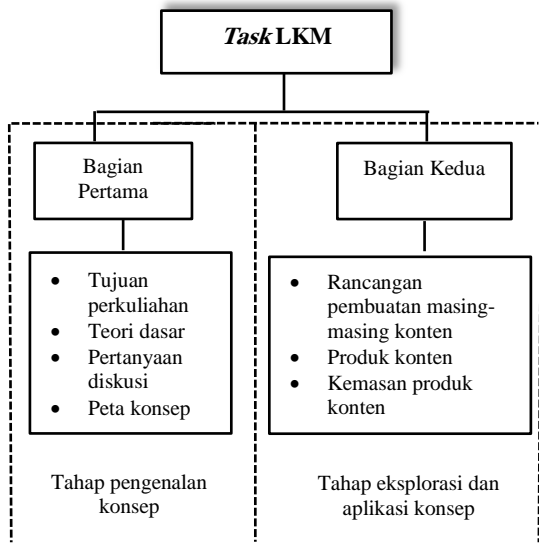 Task LKM
Bagian
Pertama
• Tujuan
perkuliahan
• Teori dasar
• Pertanyaan
diskusi
• Peta konsep
Tahap pengenalan
konsep
Bagian Kedua
• Rancangan
pembuatan masing-
masing konten
• Produk konten
• Kemasan produk
konten
Tahap eksplorasi dan
aplikasi konsep